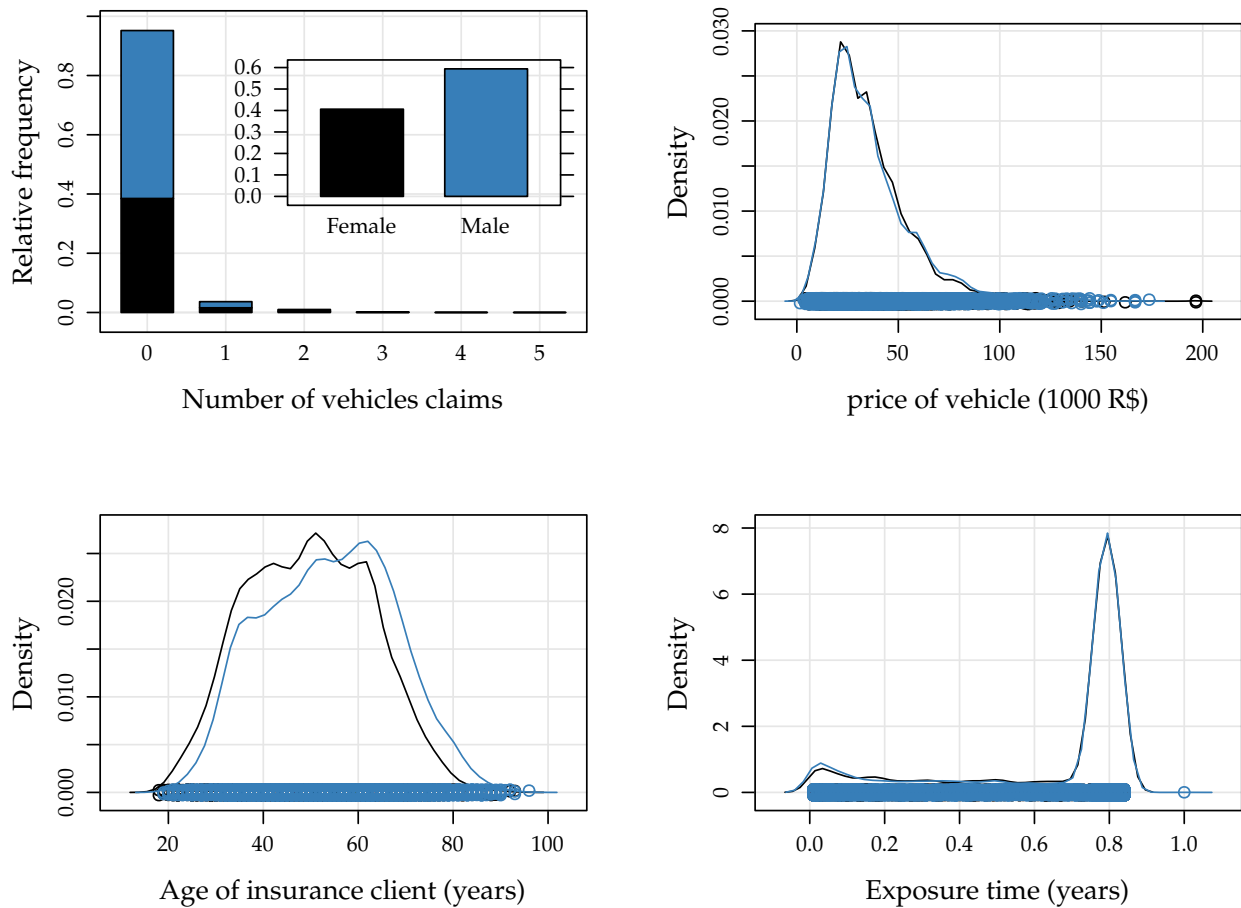 Relative frequency
0.0 0.2 0.4 0.6 0.8
0 1 2 3 4 5
Number of vehicles claims
0.0 0.1 0.2 0.3 0.4 0.5 0.6
Female Male
Density
0.000 0.010 0.020 0.030
0 50 100 150 200
price of vehicle (1000 R$)
Density
0.000 0.010 0.020
20 40 60 80 100
Age of insurance client (years)
Density
0 2 4 6 8
0.0 0.2 0.4 0.6 0.8 1.0
Exposure time (years)